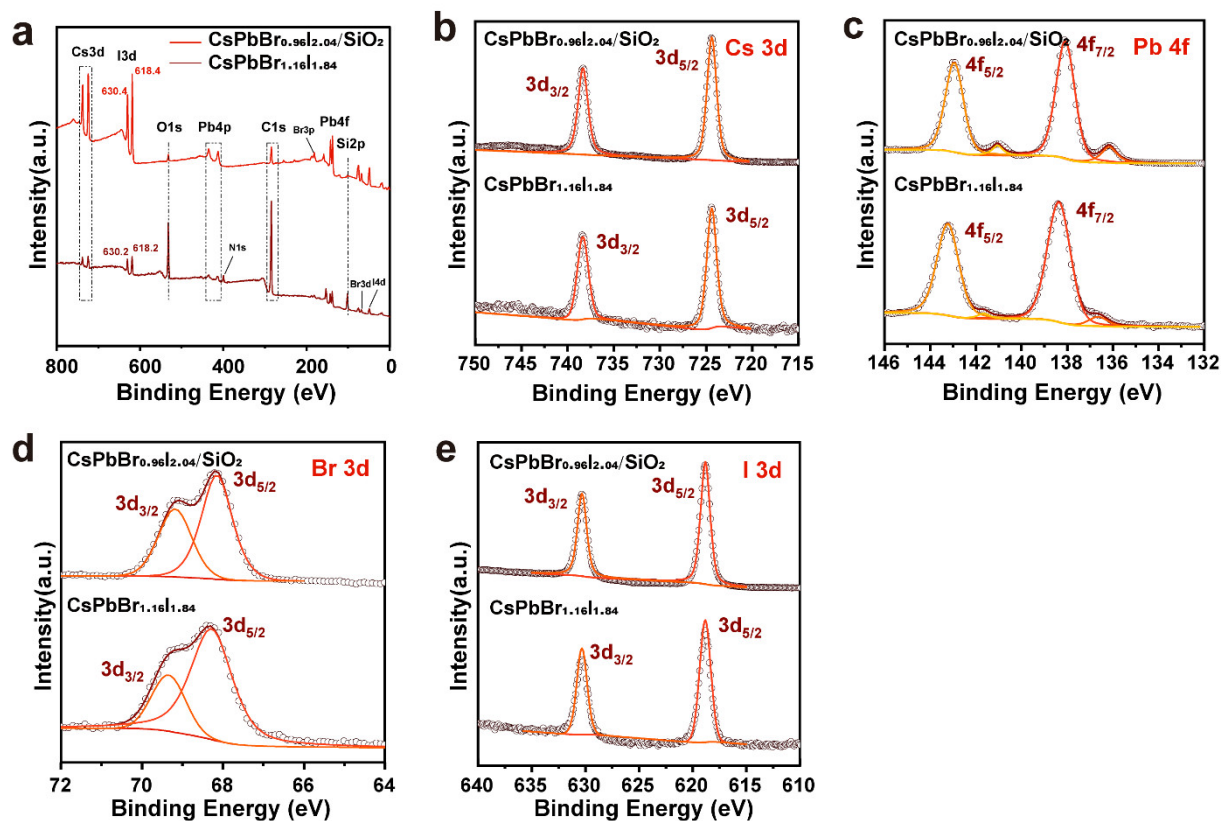 a
CsPbBr₀.₉₆I₂.₀₄/SiO₂
CsPbBr₁.₁₆I₁.₈₄
Cs3d
I3d
618.4
630.4
O1s
Pb4p
C1s
Br3p
Pb4f
Si2p
630.2
618.2
N1s
Br3d
I4d
Intensity(a.u.)
800 600 400 200 0
Binding Energy (eV)
b
CsPbBr₀.₉₆I₂.₀₄/SiO₂
Cs 3d
3d₃/₂
3d₅/₂
CsPbBr₁.₁₆I₁.₈₄
3d₃/₂
3d₅/₂
Intensity(a.u.)
750 745 740 735 730 725 720 715
Binding Energy (eV)
c
CsPbBr₀.₉₆I₂.₀₄/SiO₂
Pb 4f
4f₅/₂
4f₇/₂
CsPbBr₁.₁₆I₁.₈₄
4f₅/₂
4f₇/₂
Intensity(a.u.)
146 144 142 140 138 136 134 132
Binding Energy (eV)
d
CsPbBr₀.₉₆I₂.₀₄/SiO₂
Br 3d
3d₃/₂
3d₅/₂
CsPbBr₁.₁₆I₁.₈₄
3d₃/₂
3d₅/₂
Intensity(a.u.)
72 70 68 66 64
Binding Energy (eV)
e
CsPbBr₀.₉₆I₂.₀₄/SiO₂
I 3d
3d₃/₂
3d₅/₂
CsPbBr₁.₁₆I₁.₈₄
3d₃/₂
3d₅/₂
Intensity(a.u.)
640 635 630 625 620 615 610
Binding Energy (eV)